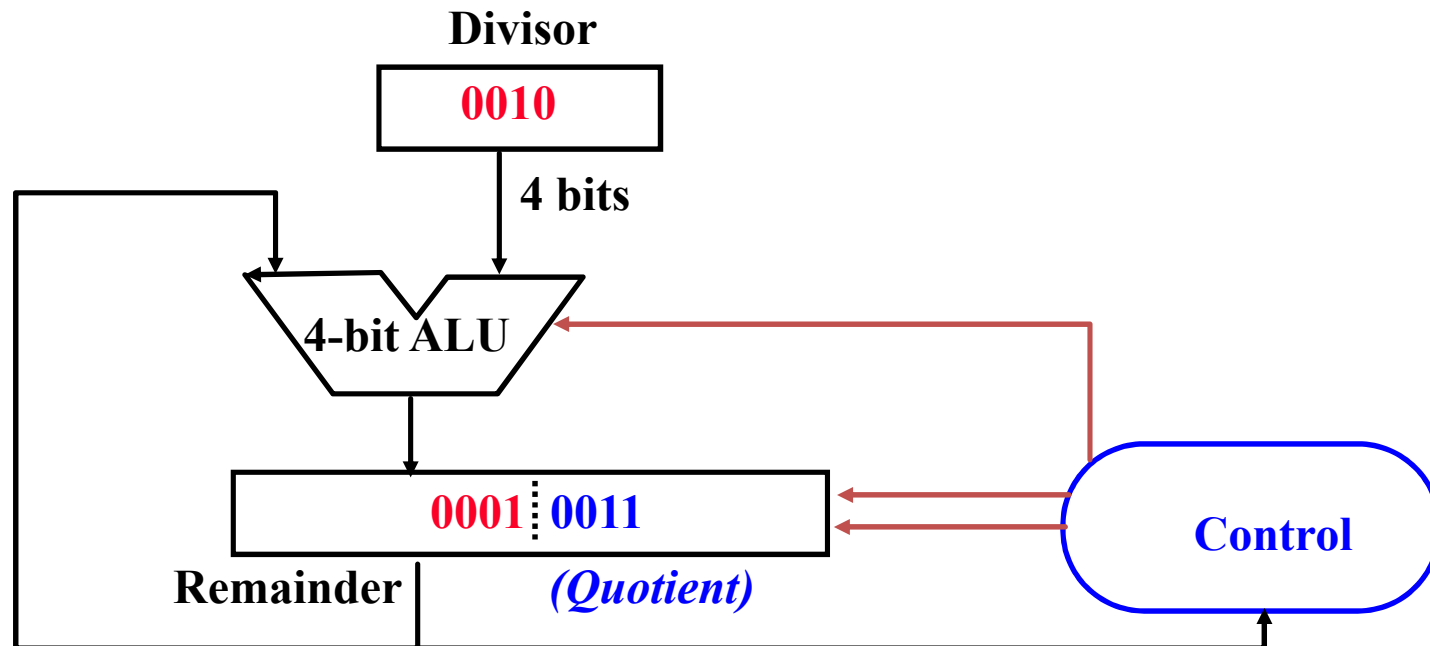 Divisor
0010
4 bits
4-bit ALU
0001 0011
Control
Remainder (Quotient)